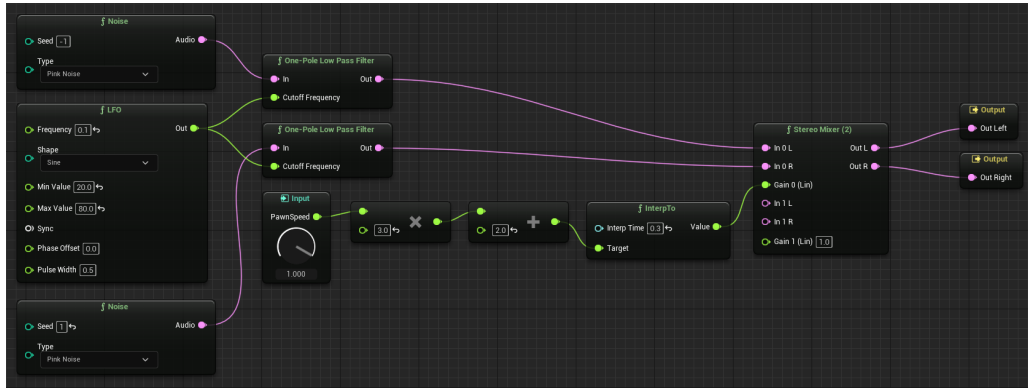 ƒ Noise
Seed -1
Audio
Type
Pink Noise
ƒ LFO
Frequency 0.1
Out
Shape
Sine
Min Value 20.0
Max Value 80.0
Sync
Phase Offset 0.0
Pulse Width 0.5
ƒ Noise
Seed 1
Audio
Type
Pink Noise
ƒ One-Pole Low Pass Filter
In
Out
Cutoff Frequency
ƒ One-Pole Low Pass Filter
In
Out
Cutoff Frequency
Input
PawnSpeed
1.000
3.0
×
2.0
+
ƒ InterpTo
Interp Time 0.3
Value
Target
ƒ Stereo Mixer (2)
In 0 L
Out L
In 0 R
Out R
Gain 0 (Lin)
In 1 L
In 1 R
Gain 1 (Lin) 1.0
Output
Out Left
Output
Out Right